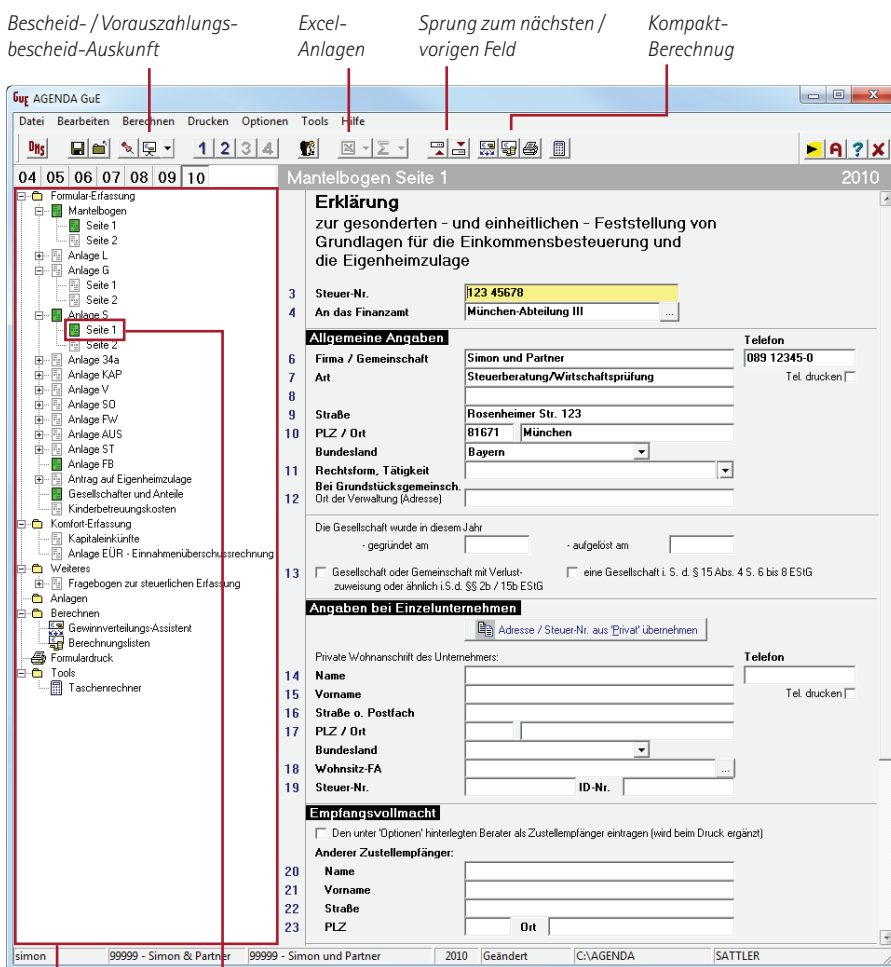 Bescheid- / Vorauszahlungs-
bescheid-Auskunft
Excel-
Anlagen
Sprung zum nächsten /
vorigen Feld
Kompakt-
Berechnug
GuE AGENDA GuE
Datei Bearbeiten Berechnen Drucken Optionen Tools Hilfe
DMS 1 2 3 4 A ? X
04 05 06 07 08 09 10
Mantelbogen Seite 1 2010
Formular-Erfassung
Mantelbogen
Seite 1
Seite 2
Anlage L
Anlage G
Seite 1
Seite 2
Anlage S
Seite 1
Seite 2
Anlage 34a
Anlage KAP
Anlage V
Anlage SO
Anlage FW
Anlage AUS
Anlage ST
Anlage FB
Antrag auf Eigenheimzulage
Gesellschafter und Anteile
Kinderbetreuungskosten
Komfort-Erfassung
Kapitaleinkünfte
Anlage EÜR - Einnahmenüberschussrechnung
Weiteres
Fragebogen zur steuerlichen Erfassung
Anlagen
Berechnen
Gewinnverteilungs-Assistent
Berechnungslisten
Formulardruck
Tools
Taschenrechner
Erklärung
zur gesonderten - und einheitlichen - Feststellung von
Grundlagen für die Einkommensbesteuerung und
die Eigenheimzulage
3 Steuer-Nr. 123 45678
4 An das Finanzamt München-Abteilung III ...
Allgemeine Angaben Telefon
6 Firma / Gemeinschaft Simon und Partner 089 12345-0
7 Art Steuerberatung/Wirtschaftsprüfung Tel. drucken
8
9 Straße Rosenheimer Str. 123
10 PLZ / Ort 81671 München
Bundesland Bayern
11 Rechtsform, Tätigkeit
Bei Grundstücksgemeinsch.
12 Ort der Verwaltung (Adresse)
Die Gesellschaft wurde in diesem Jahr
- gegründet am - aufgelöst am
13 Gesellschaft oder Gemeinschaft mit Verlust- eine Gesellschaft i. S. d. § 15 Abs. 4 S. 6 bis 8 EStG
zuweisung oder ähnlich i.S.d. §§ 2b / 15b EStG
Angaben bei Einzelunternehmen
Adresse / Steuer-Nr. aus 'Privat' übernehmen
Private Wohnanschrift des Unternehmers: Telefon
14 Name
15 Vorname Tel. drucken
16 Straße o. Postfach
17 PLZ / Ort
Bundesland
18 Wohnsitz-FA ...
19 Steuer-Nr. ID-Nr.
Empfangsvollmacht
Den unter 'Optionen' hinterlegten Berater als Zustellempfänger eintragen (wird beim Druck ergänzt)
Anderer Zustellempfänger:
20 Name
21 Vorname
22 Straße
23 PLZ Ort
simon 99999 - Simon & Partner 99999 - Simon und Partner 2010 Geändert C:\AGENDA SATTLER